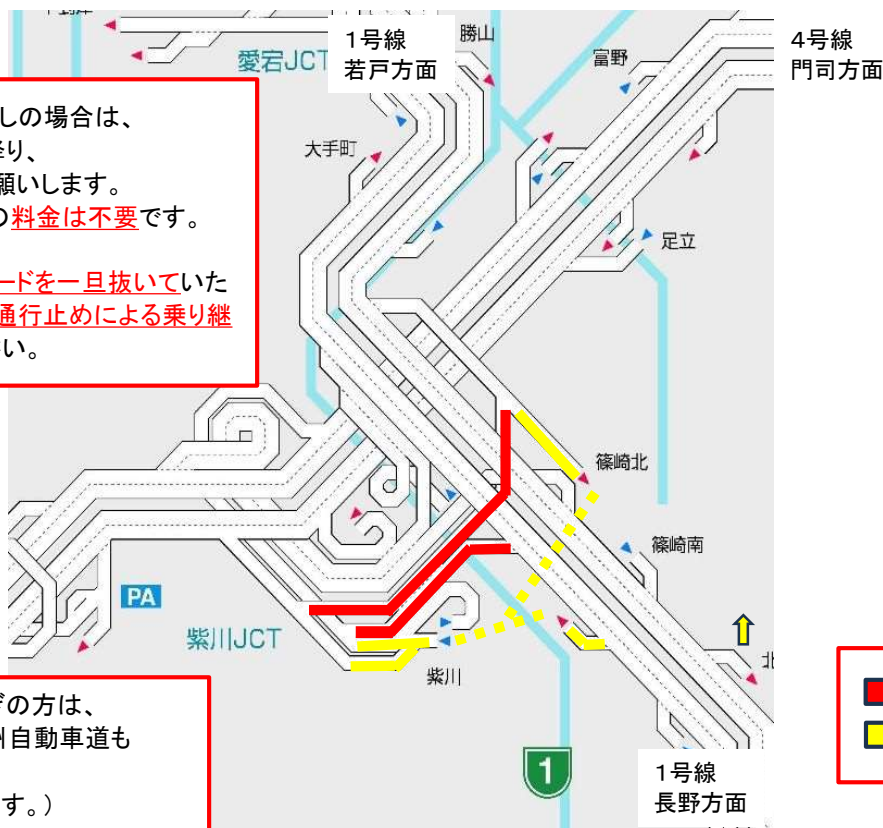 1号線
若戸方面
勝山
4号線
門司方面
愛宕JCT
富野
大手町
しの場合は、
り、
願いします。
料金は不要です。
ードを一旦抜いていた
通行止めによる乗り継
い。
足立
篠崎北
篠崎南
PA
紫川JCT
紫川
北
の方は、
自動車道も
す。）
1
1号線
長野方面